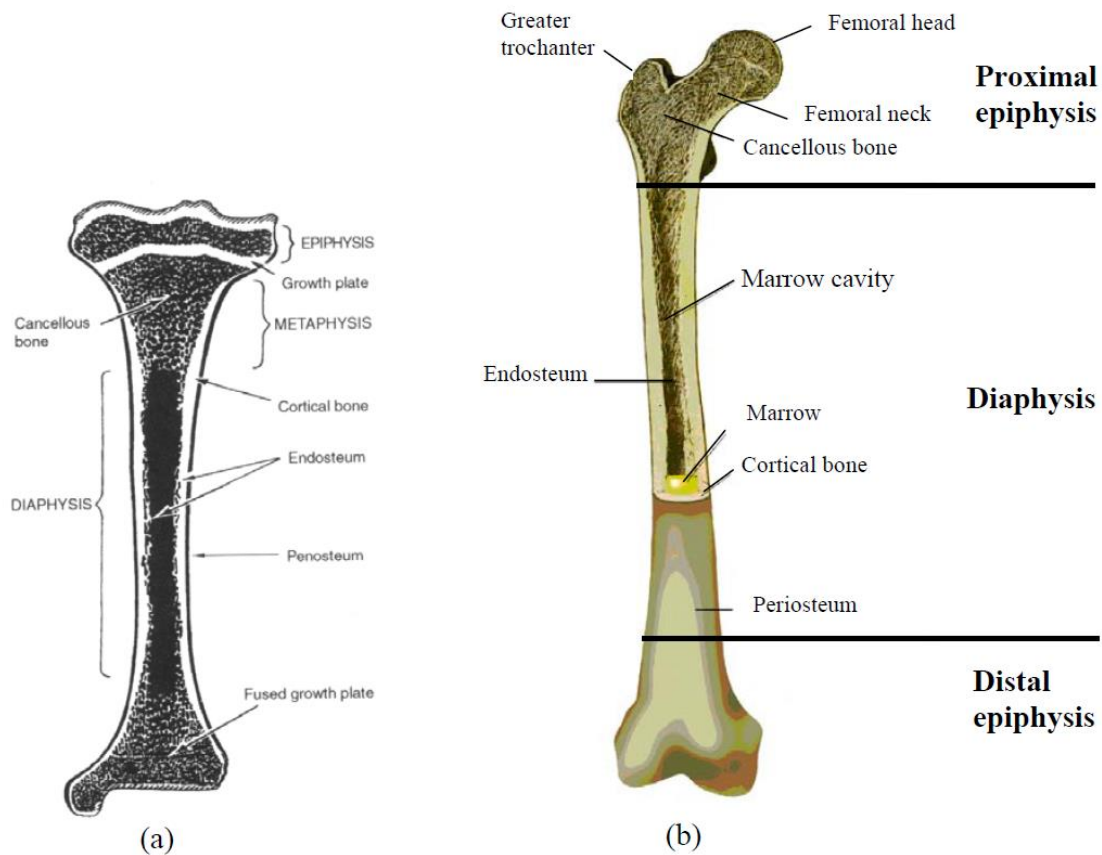 EPIPHYSIS
Growth plate
METAPHYSIS
Cancellous
bone
Cortical bone
Endosteum
DIAPHYSIS
Penosteum
Fused growth plate
(a)
Greater
trochanter
Femoral head
Proximal
epiphysis
Femoral neck
Cancellous bone
Marrow cavity
Endosteum
Diaphysis
Marrow
Cortical bone
Periosteum
Distal
epiphysis
(b)